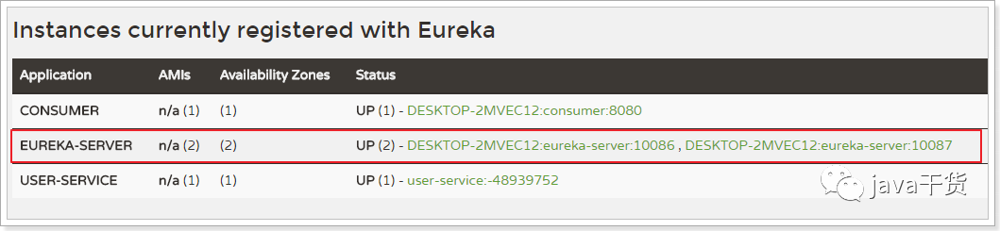 Instances currently registered with Eureka
Application AMIs Availability Zones Status
CONSUMER n/a (1) (1) UP (1) - DESKTOP-2MVEC12:consumer:8080
EUREKA-SERVER n/a (2) (2) UP (2) - DESKTOP-2MVEC12:eureka-server:10086 , DESKTOP-2MVEC12:eureka-server:10087
USER-SERVICE n/a (1) (1) UP (1) - user-service:-48939752
java干货